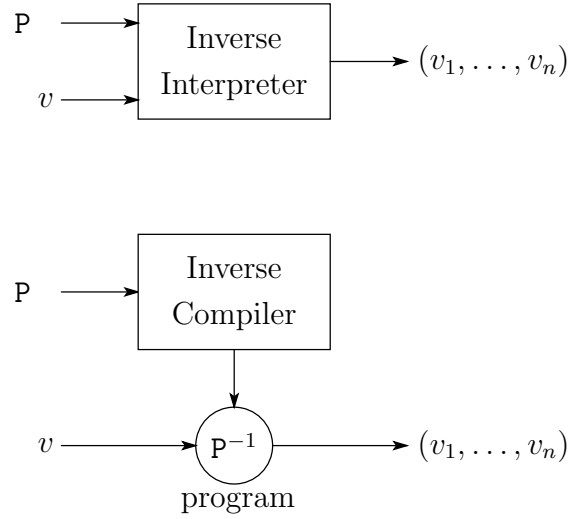 P
Inverse
Interpreter
v
(v₁, …, vₙ)
P
Inverse
Compiler
v
P⁻¹
(v₁, …, vₙ)
program